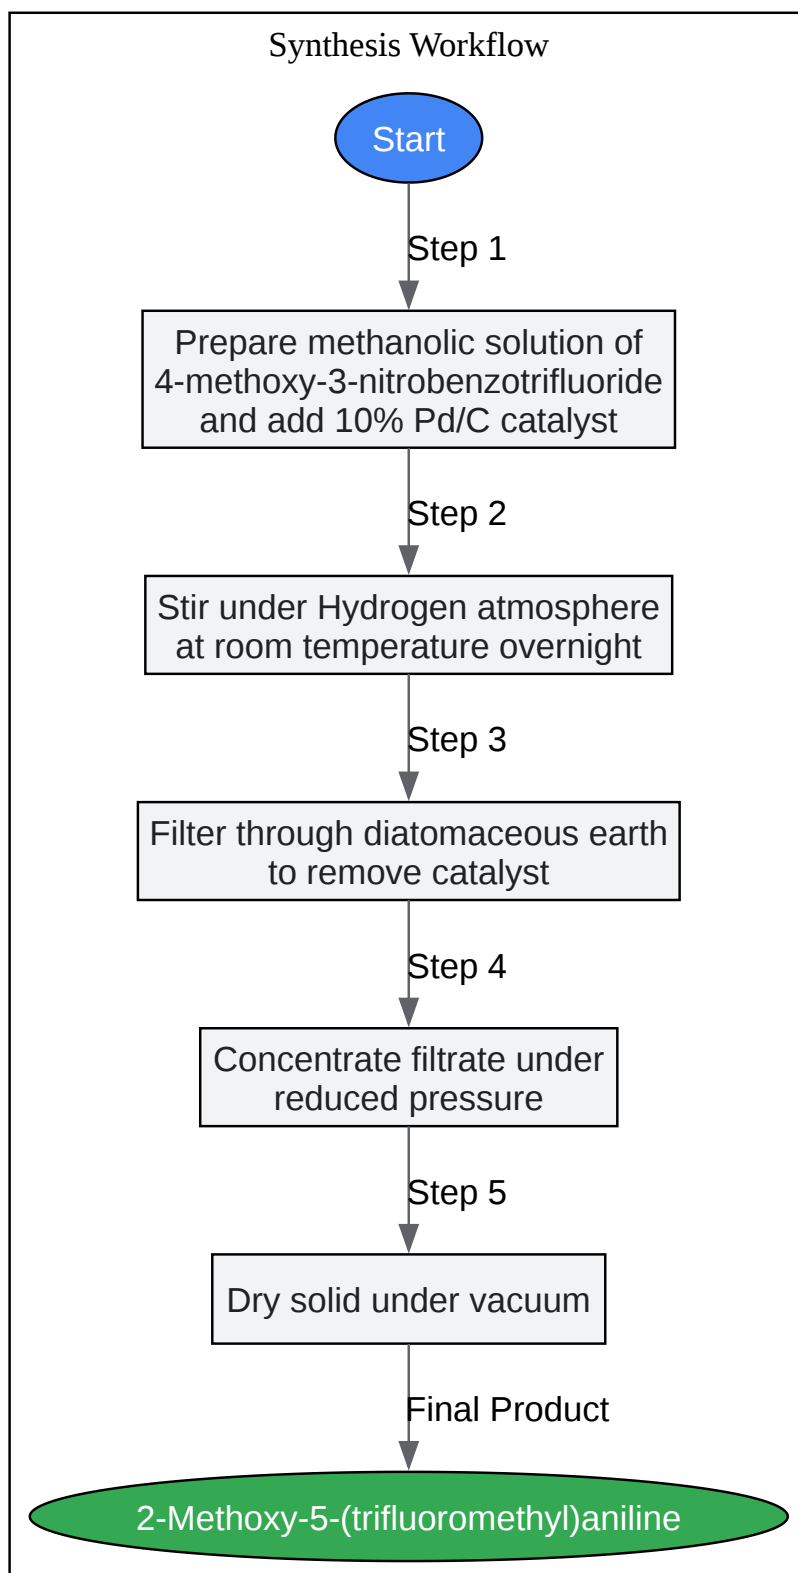 Synthesis Workflow
Start
Step 1
Prepare methanolic solution of
4-methoxy-3-nitrobenzotrifluoride
and add 10% Pd/C catalyst
Step 2
Stir under Hydrogen atmosphere
at room temperature overnight
Step 3
Filter through diatomaceous earth
to remove catalyst
Step 4
Concentrate filtrate under
reduced pressure
Step 5
Dry solid under vacuum
Final Product
2-Methoxy-5-(trifluoromethyl)aniline